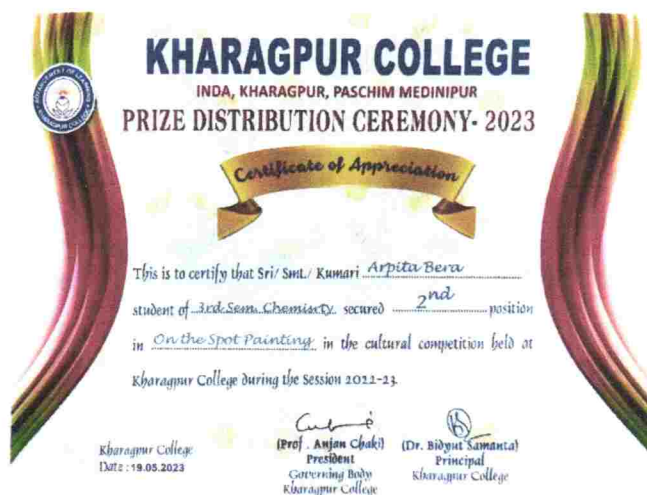 KHARAGPUR COLLEGE
INDA, KHARAGPUR, PASCHIM MEDINIPUR
PRIZE DISTRIBUTION CEREMONY- 2023
Certificate of Appreciation
This is to certify that Sri/ Smt./ Kumari Arpita Bera
student of 3rd Sem. Chemisrty secured 2nd position
in On the Spot Painting in the cultural competition held at
Kharagpur College during the Session 2022-23.
Kharagpur College
Date : 19.05.2023
(Prof . Anjan Chaki)
President
Governing Body
Kharagpur College
(Dr. Bidyut Samanta)
Principal
Kharagpur College